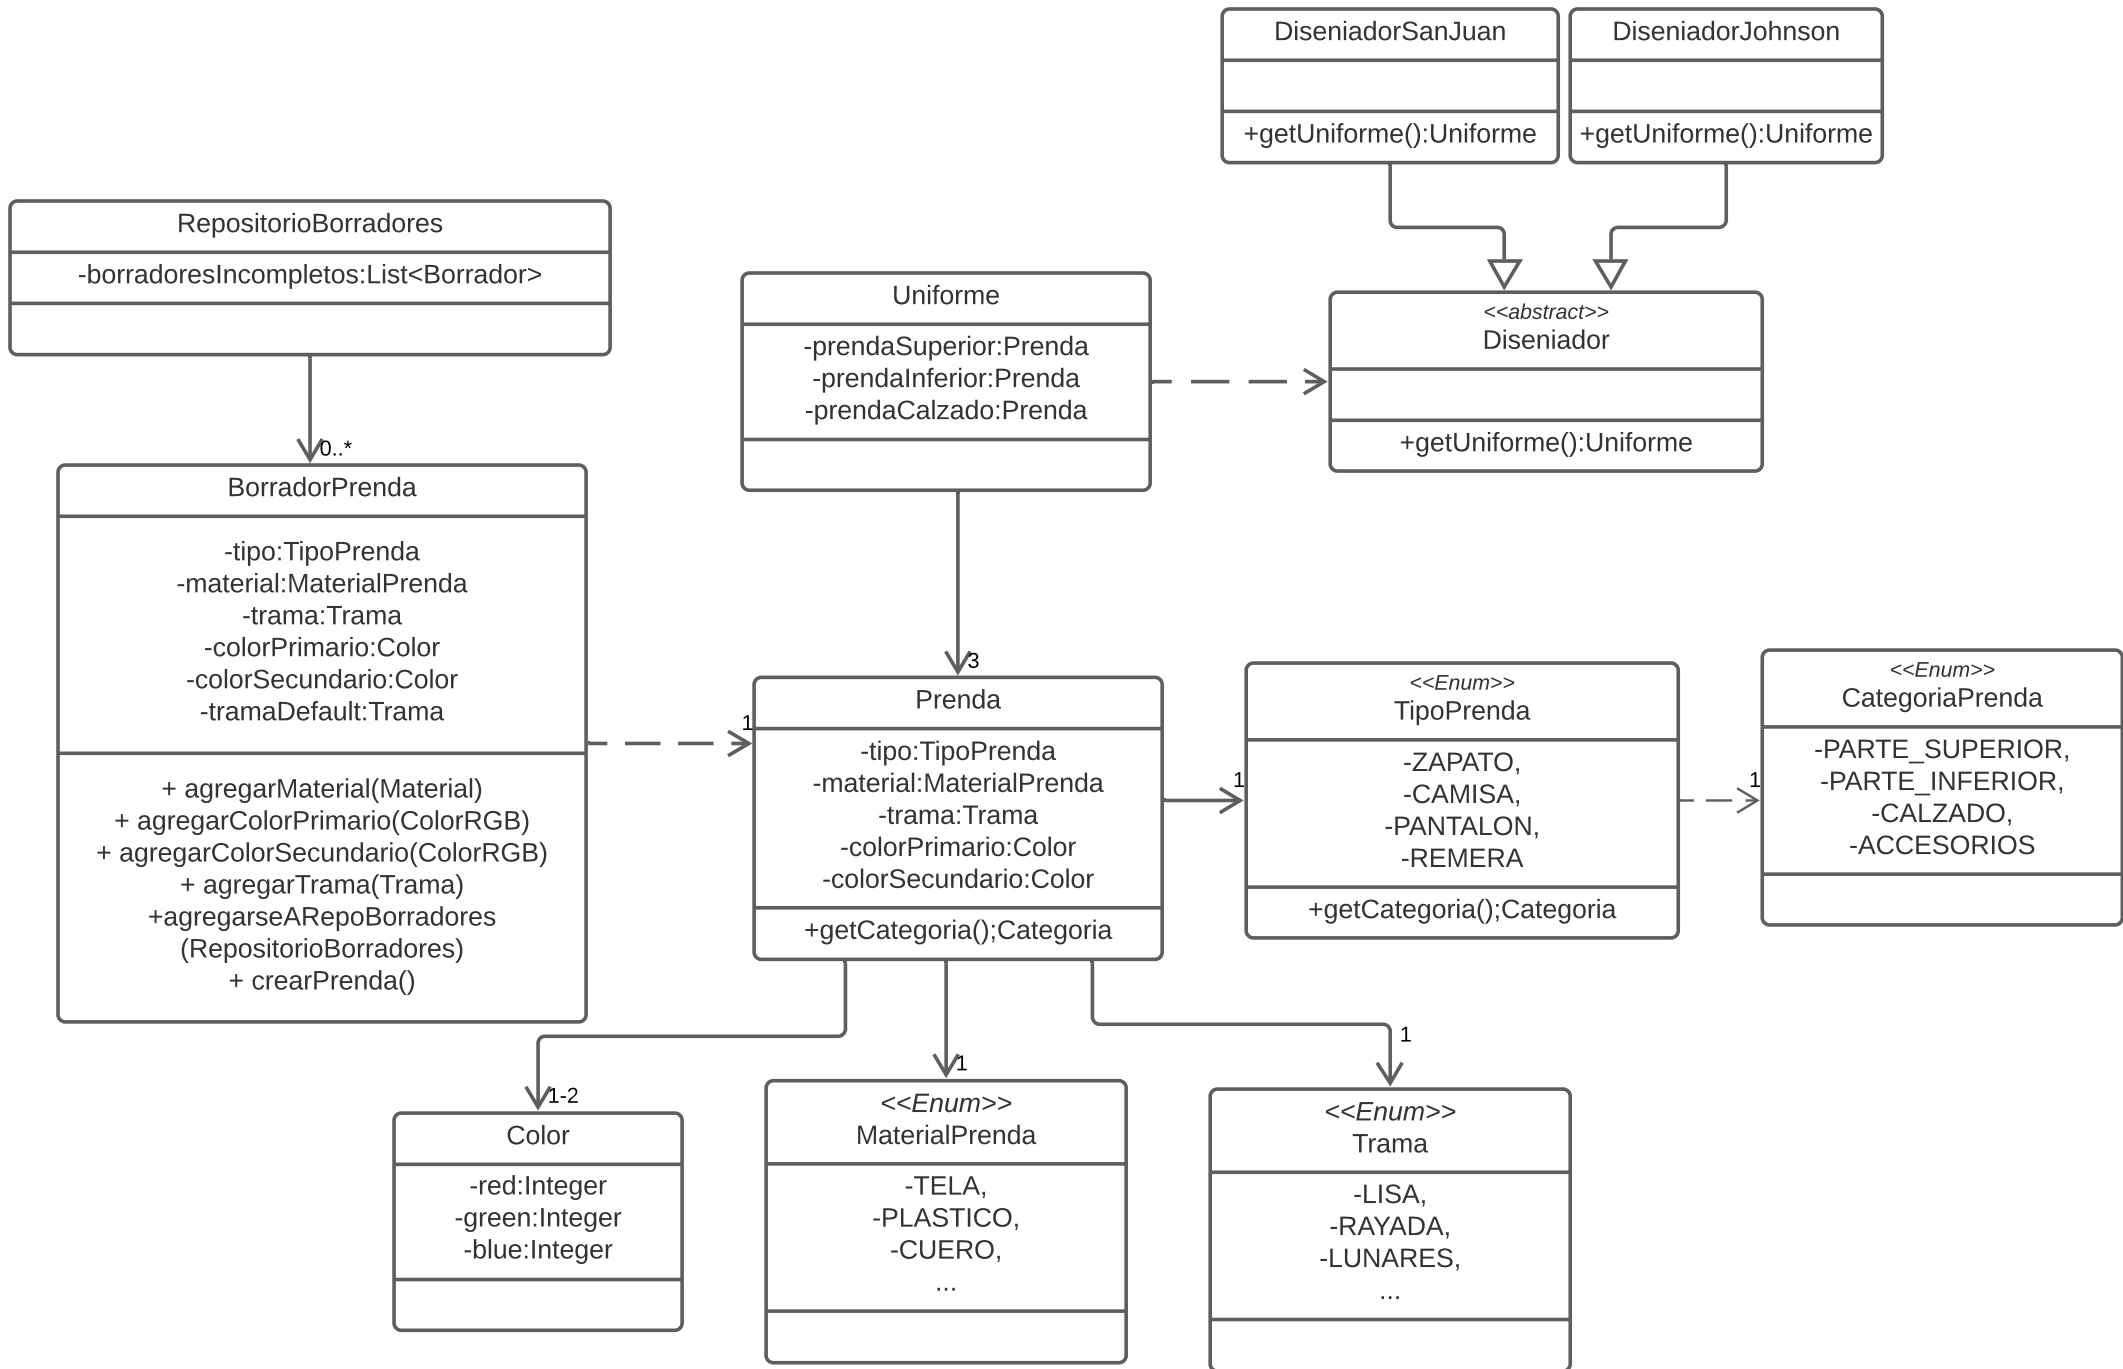 DiseniadorSanJuan
+getUniforme():Uniforme
DiseniadorJohnson
+getUniforme():Uniforme
RepositorioBorradores
-borradoresIncompletos:List<Borrador>
Uniforme
-prendaSuperior:Prenda
-prendaInferior:Prenda
-prendaCalzado:Prenda
<<abstract>>
Diseniador
+getUniforme():Uniforme
0..*
BorradorPrenda
-tipo:TipoPrenda
-material:MaterialPrenda
-trama:Trama
-colorPrimario:Color
-colorSecundario:Color
-tramaDefault:Trama
+ agregarMaterial(Material)
+ agregarColorPrimario(ColorRGB)
+ agregarColorSecundario(ColorRGB)
+ agregarTrama(Trama)
+agregarseARepoBorradores
(RepositorioBorradores)
+ crearPrenda()
1
3
Prenda
-tipo:TipoPrenda
-material:MaterialPrenda
-trama:Trama
-colorPrimario:Color
-colorSecundario:Color
+getCategoria();Categoria
1
<<Enum>>
TipoPrenda
-ZAPATO,
-CAMISA,
-PANTALON,
-REMERA
+getCategoria();Categoria
1
<<Enum>>
CategoriaPrenda
-PARTE_SUPERIOR,
-PARTE_INFERIOR,
-CALZADO,
-ACCESORIOS
1-2
Color
-red:Integer
-green:Integer
-blue:Integer
1
<<Enum>>
MaterialPrenda
-TELA,
-PLASTICO,
-CUERO,
...
1
<<Enum>>
Trama
-LISA,
-RAYADA,
-LUNARES,
...